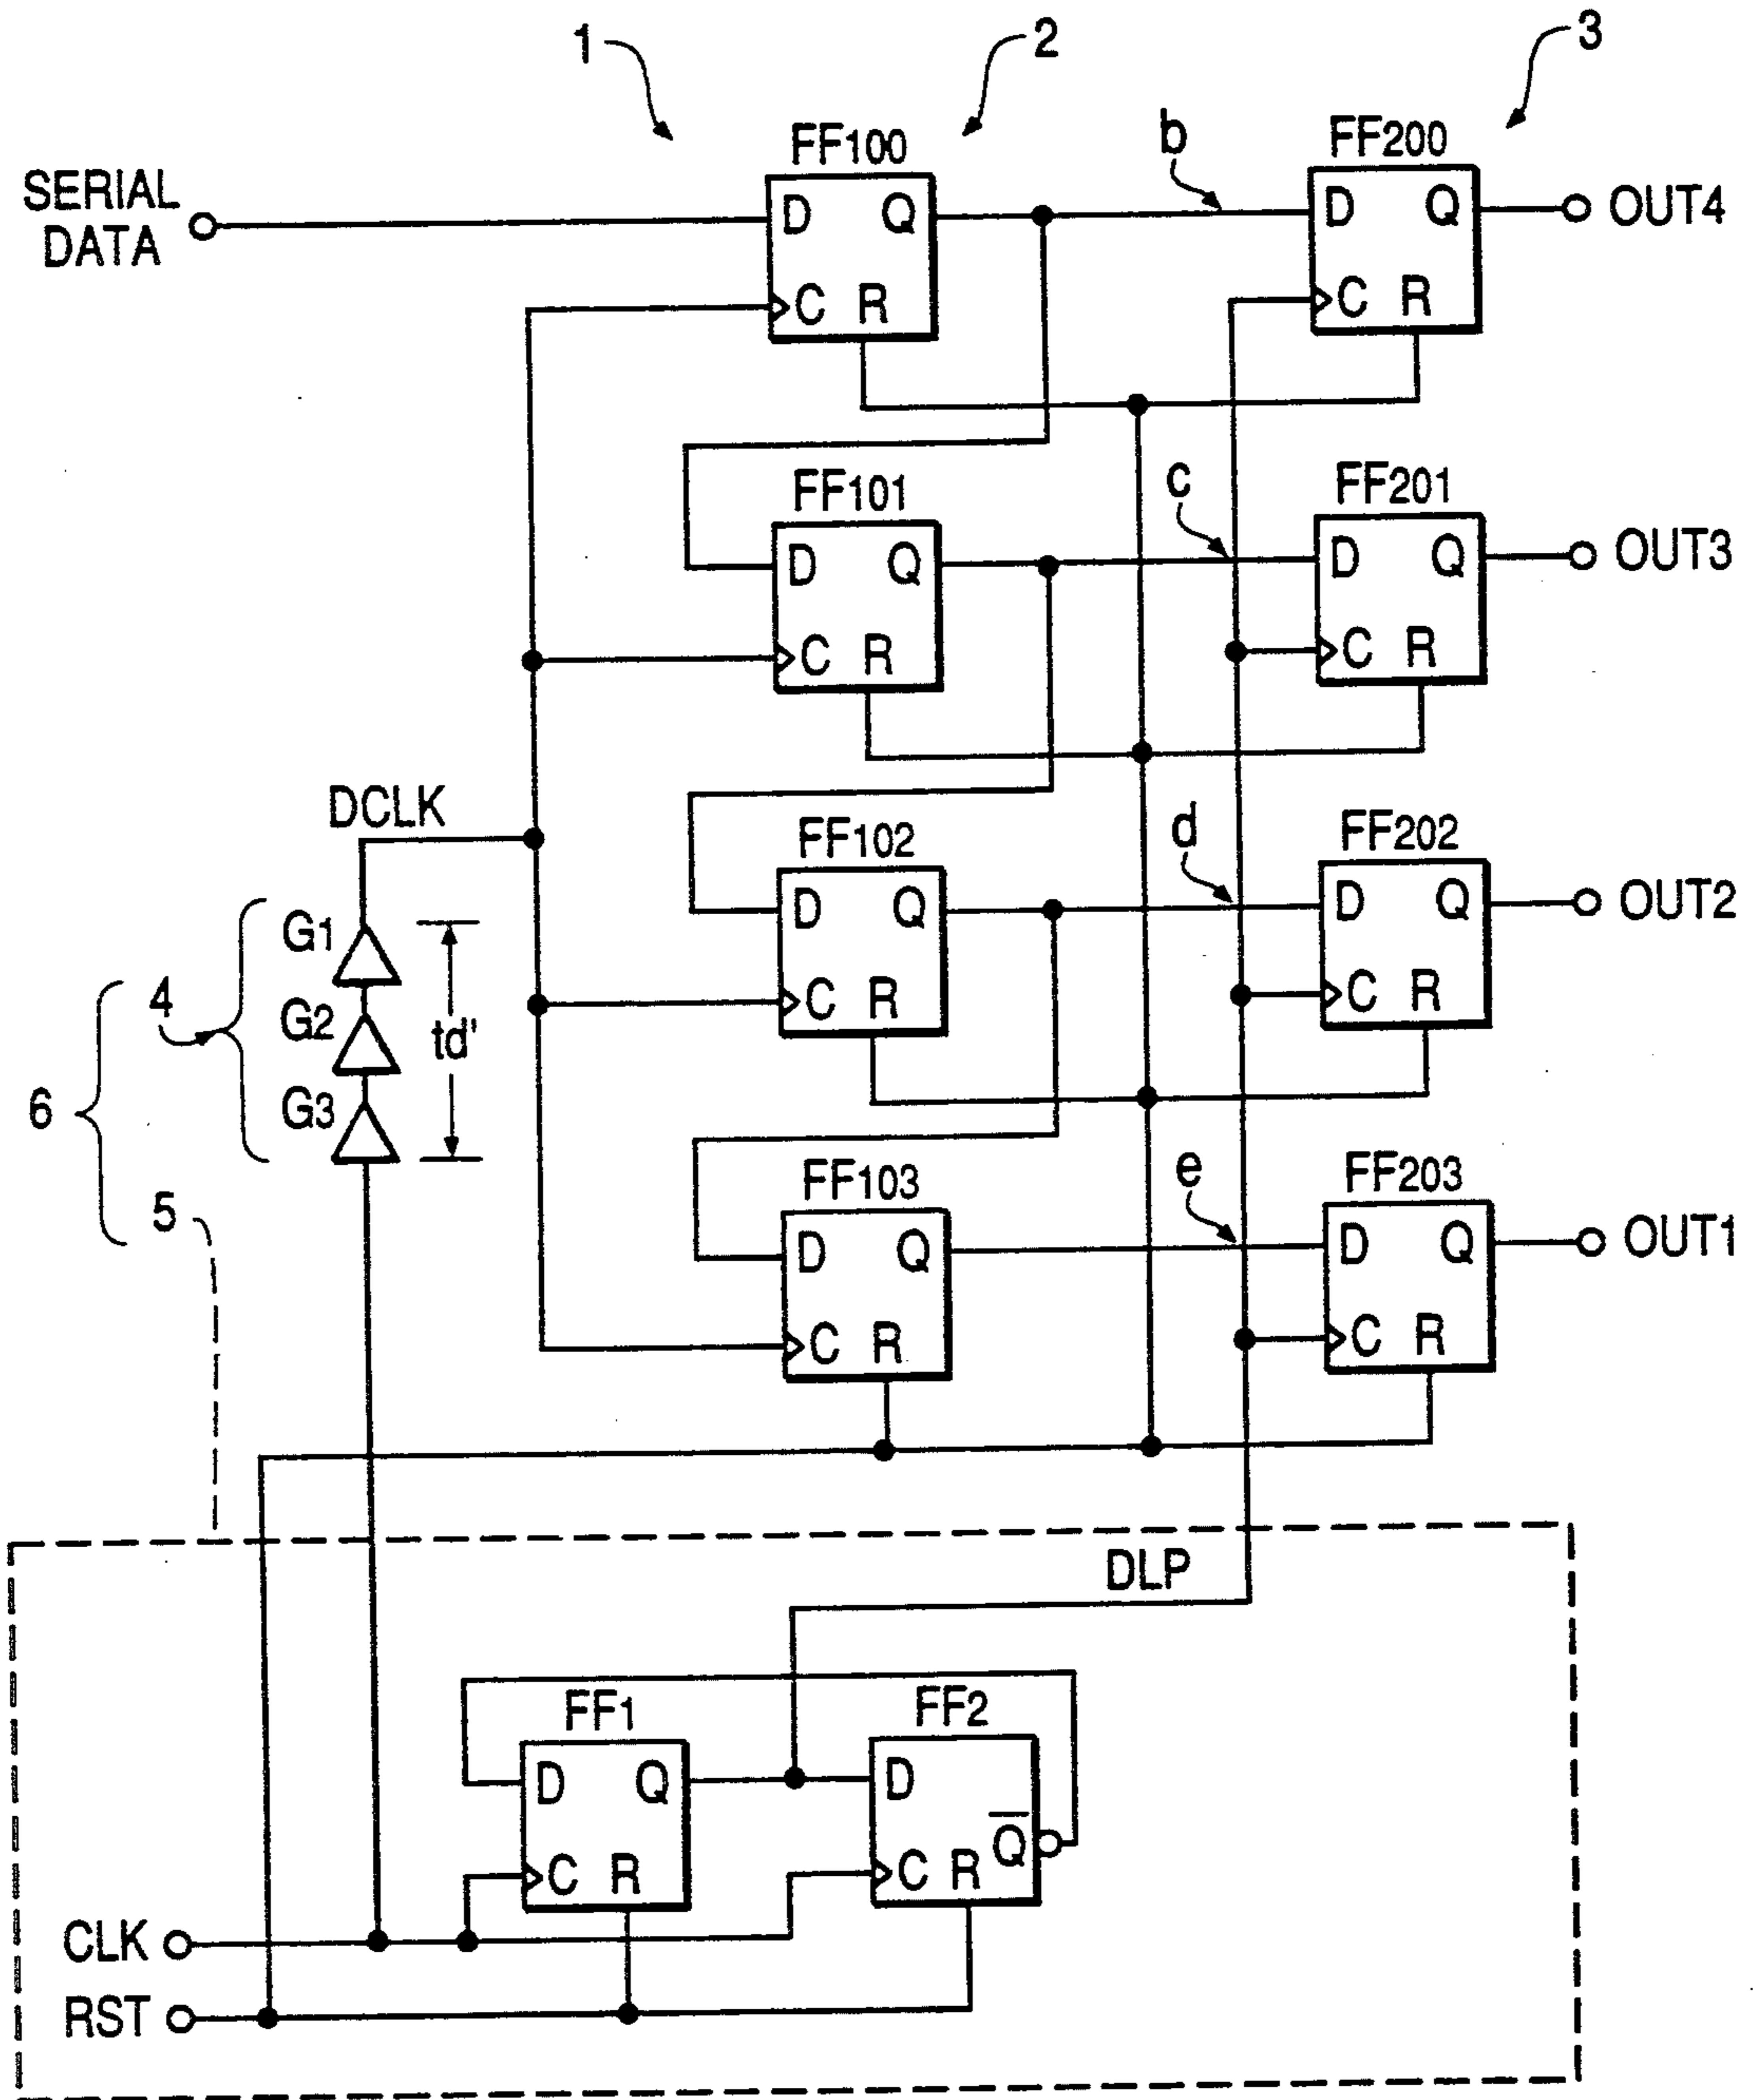 1
2
3
SERIAL
DATA
FF100
D Q
C R
b
FF200
D Q
C R
OUT4
FF101
D Q
C R
c
FF201
D Q
C R
OUT3
DCLK
FF102
D Q
C R
d
FF202
D Q
C R
OUT2
6
4
G1
G2
G3
td'
5
FF103
D Q
C R
e
FF203
D Q
C R
OUT1
DLP
FF1
D Q
C R
FF2
D
Q̅
C R
CLK
RST